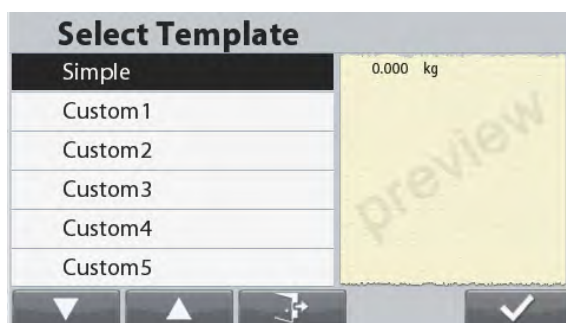 Select Template
Simple
Custom1
Custom2
Custom3
Custom4
Custom5
0.000 kg
preview